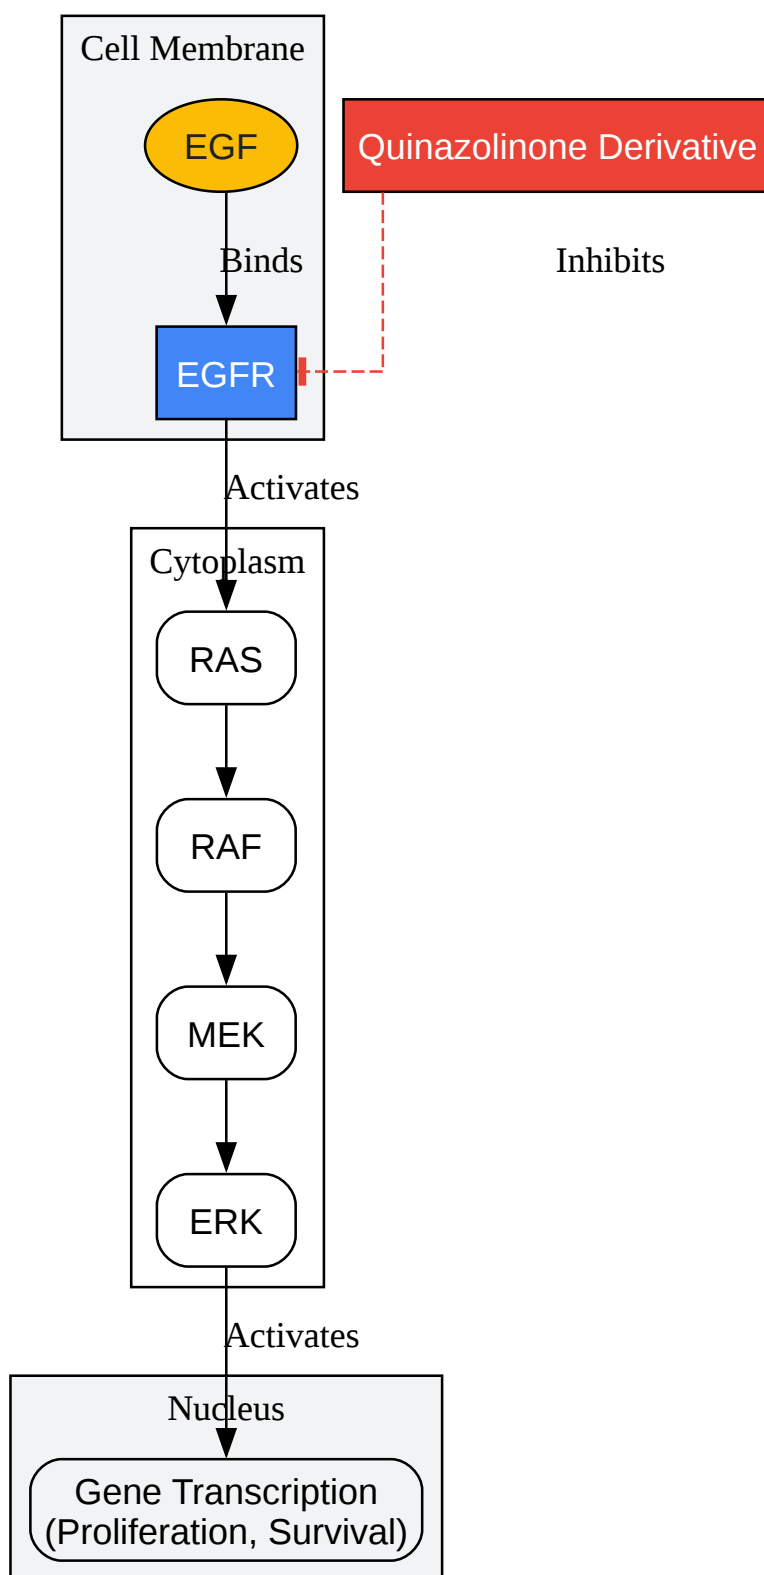 Cell Membrane
EGF
Quinazolinone Derivative
Binds
Inhibits
EGFR
Activates
Cytoplasm
RAS
RAF
MEK
ERK
Activates
Nucleus
Gene Transcription
(Proliferation, Survival)